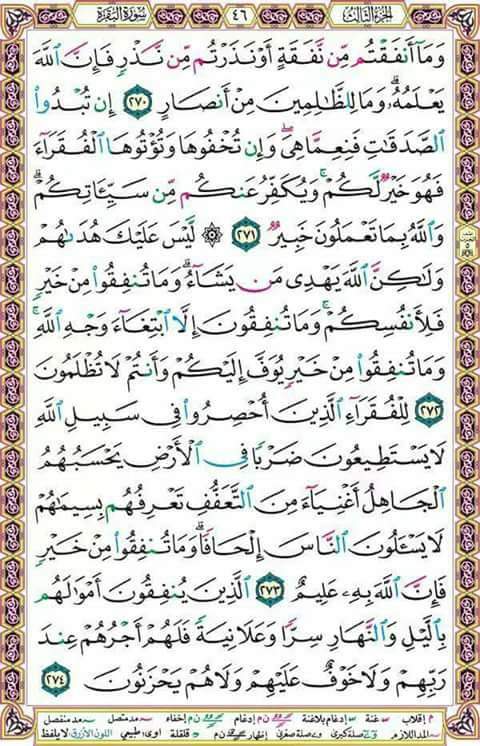 الجزء الثالث ٤٦ سورة البقرة
وَمَآ أَنفَقْتُم مِّن نَّفَقَةٍ أَوْ نَذَرْتُم مِّن نَّذْرٍ فَإِنَّ ٱللَّهَ
يَعْلَمُهُۥ ۗ وَمَا لِلظَّٰلِمِينَ مِنْ أَنصَارٍ ٢٧٠ إِن تُبْدُوا۟
ٱلصَّدَقَٰتِ فَنِعِمَّا هِىَ ۖ وَإِن تُخْفُوهَا وَتُؤْتُوهَا ٱلْفُقَرَآءَ
فَهُوَ خَيْرٌ لَّكُمْ ۚ وَيُكَفِّرُ عَنكُم مِّن سَيِّـَٔاتِكُمْ ۗ
وَٱللَّهُ بِمَا تَعْمَلُونَ خَبِيرٌ ٢٧١ ۞ لَّيْسَ عَلَيْكَ هُدَىٰهُمْ
وَلَٰكِنَّ ٱللَّهَ يَهْدِى مَن يَشَآءُ ۗ وَمَا تُنفِقُوا۟ مِنْ خَيْرٍ
فَلِأَنفُسِكُمْ ۚ وَمَا تُنفِقُونَ إِلَّا ٱبْتِغَآءَ وَجْهِ ٱللَّهِ ۚ
وَمَا تُنفِقُوا۟ مِنْ خَيْرٍ يُوَفَّ إِلَيْكُمْ وَأَنتُمْ لَا تُظْلَمُونَ
٢٧٢ لِلْفُقَرَآءِ ٱلَّذِينَ أُحْصِرُوا۟ فِى سَبِيلِ ٱللَّهِ
لَا يَسْتَطِيعُونَ ضَرْبًا فِى ٱلْأَرْضِ يَحْسَبُهُمُ
ٱلْجَاهِلُ أَغْنِيَآءَ مِنَ ٱلتَّعَفُّفِ تَعْرِفُهُم بِسِيمَٰهُمْ
لَا يَسْـَٔلُونَ ٱلنَّاسَ إِلْحَافًا ۗ وَمَا تُنفِقُوا۟ مِنْ خَيْرٍ
فَإِنَّ ٱللَّهَ بِهِۦ عَلِيمٌ ٢٧٣ ٱلَّذِينَ يُنفِقُونَ أَمْوَٰلَهُم
بِٱلَّيْلِ وَٱلنَّهَارِ سِرًّا وَعَلَانِيَةً فَلَهُمْ أَجْرُهُمْ عِندَ
رَبِّهِمْ وَلَا خَوْفٌ عَلَيْهِمْ وَلَا هُمْ يَحْزَنُونَ ٢٧٤
م إقلاب غنة إدغام بلاغنة ن م إدغام ن م إخفاء مد متصل مد منفصل
المد اللازم صلة كبرى صلة صغرى إظهار ن م قلقلة طبيعي اللون الأزرق لا يلفظ